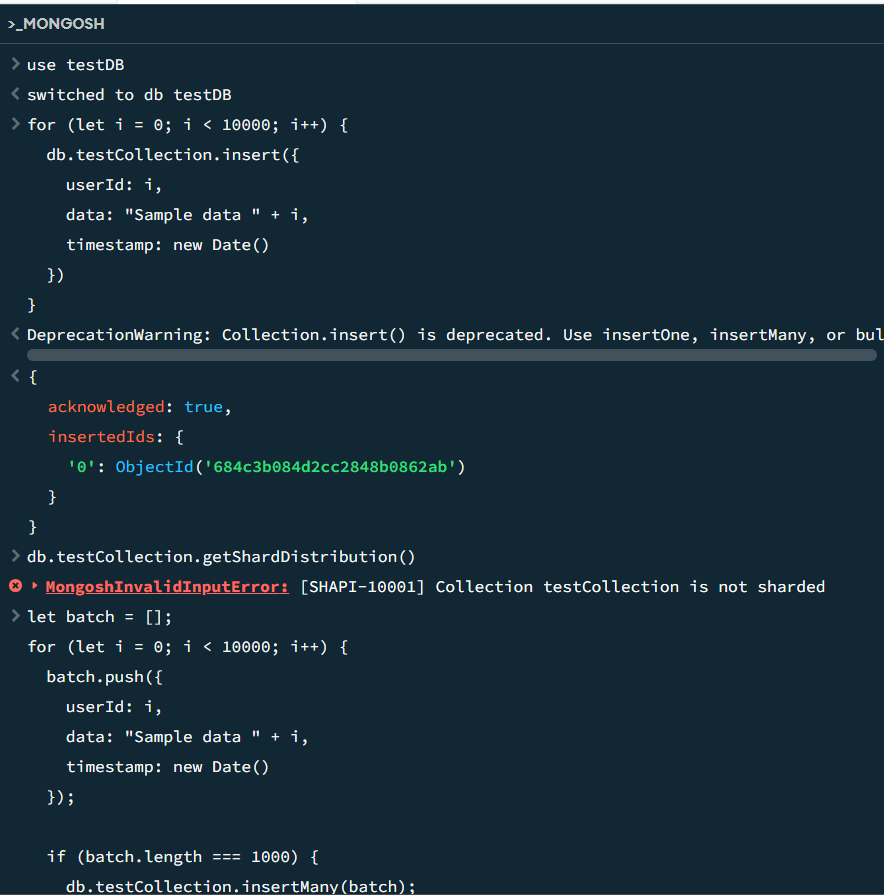 >_MONGOSH
> use testDB
< switched to db testDB
> for (let i = 0; i < 10000; i++) {
    db.testCollection.insert({
      userId: i,
      data: "Sample data " + i,
      timestamp: new Date()
    })
  }
< DeprecationWarning: Collection.insert() is deprecated. Use insertOne, insertMany, or bul
< {
    acknowledged: true,
    insertedIds: {
      '0': ObjectId('684c3b084d2cc2848b0862ab')
    }
  }
> db.testCollection.getShardDistribution()
MongoshInvalidInputError: [SHAPI-10001] Collection testCollection is not sharded
> let batch = [];
  for (let i = 0; i < 10000; i++) {
    batch.push({
      userId: i,
      data: "Sample data " + i,
      timestamp: new Date()
    });
    if (batch.length === 1000) {
      db.testCollection.insertMany(batch);